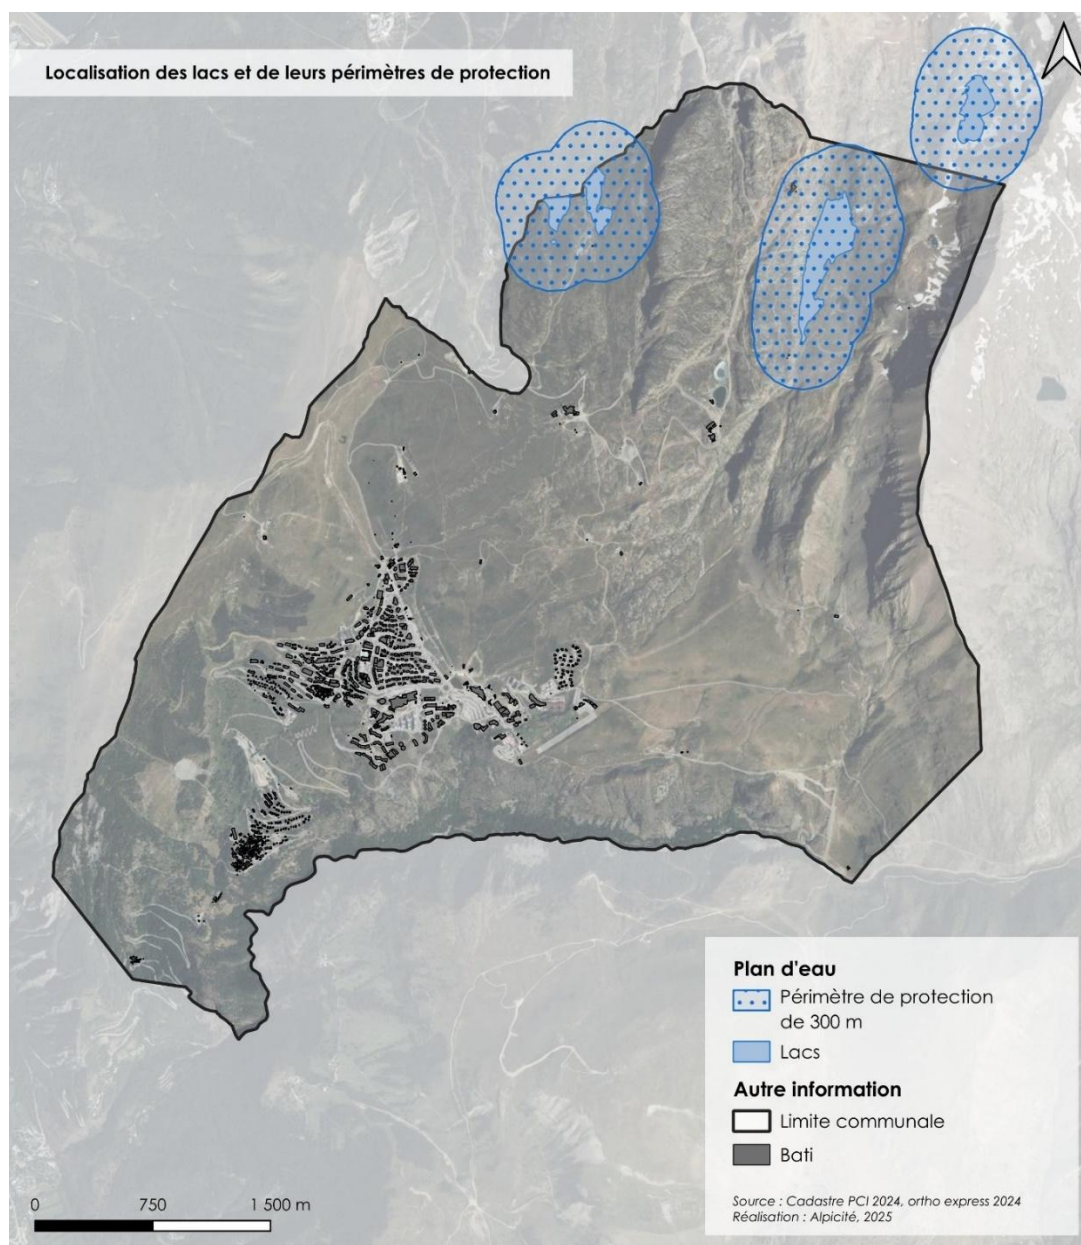 Localisation des lacs et de leurs périmètres de protection
Plan d'eau
Périmètre de protection
de 300 m
Lacs
Autre information
Limite communale
Bati
Source : Cadastre PCI 2024, ortho express 2024
Réalisation : Alpicité, 2025
0 750 1 500 m